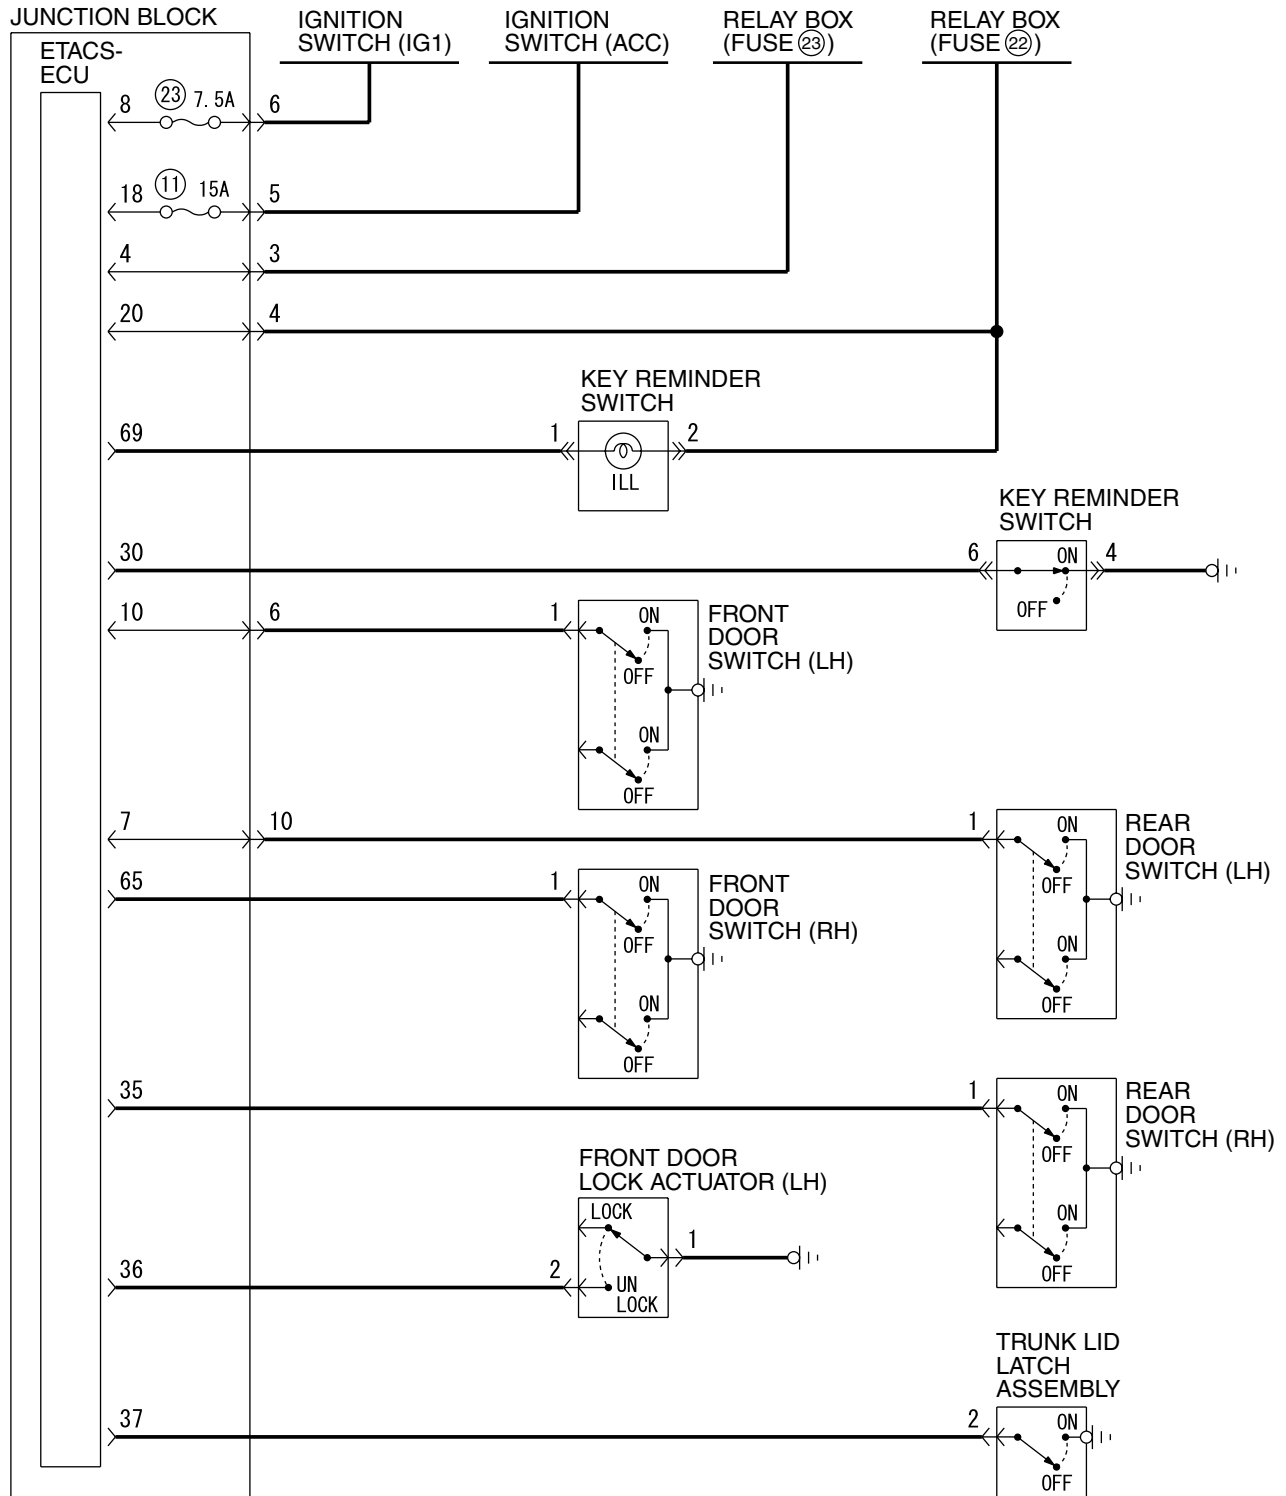 JUNCTION BLOCK
ETACS-
ECU
IGNITION
SWITCH (IG1)
IGNITION
SWITCH (ACC)
RELAY BOX
(FUSE 23)
RELAY BOX
(FUSE 22)
8 23 7.5A 6
18 11 15A 5
4 3
20 4
KEY REMINDER
SWITCH
69 1 2
ILL
KEY REMINDER
SWITCH
30 6 ON 4
OFF
10 6 1 ON
OFF
ON
OFF
FRONT
DOOR
SWITCH (LH)
7 10 1 ON
OFF
ON
OFF
REAR
DOOR
SWITCH (LH)
65 1 ON
OFF
ON
OFF
FRONT
DOOR
SWITCH (RH)
35 1 ON
OFF
ON
OFF
REAR
DOOR
SWITCH (RH)
FRONT DOOR
LOCK ACTUATOR (LH)
LOCK
1
36 2 UN
LOCK
TRUNK LID
LATCH
ASSEMBLY
37 2 ON
OFF